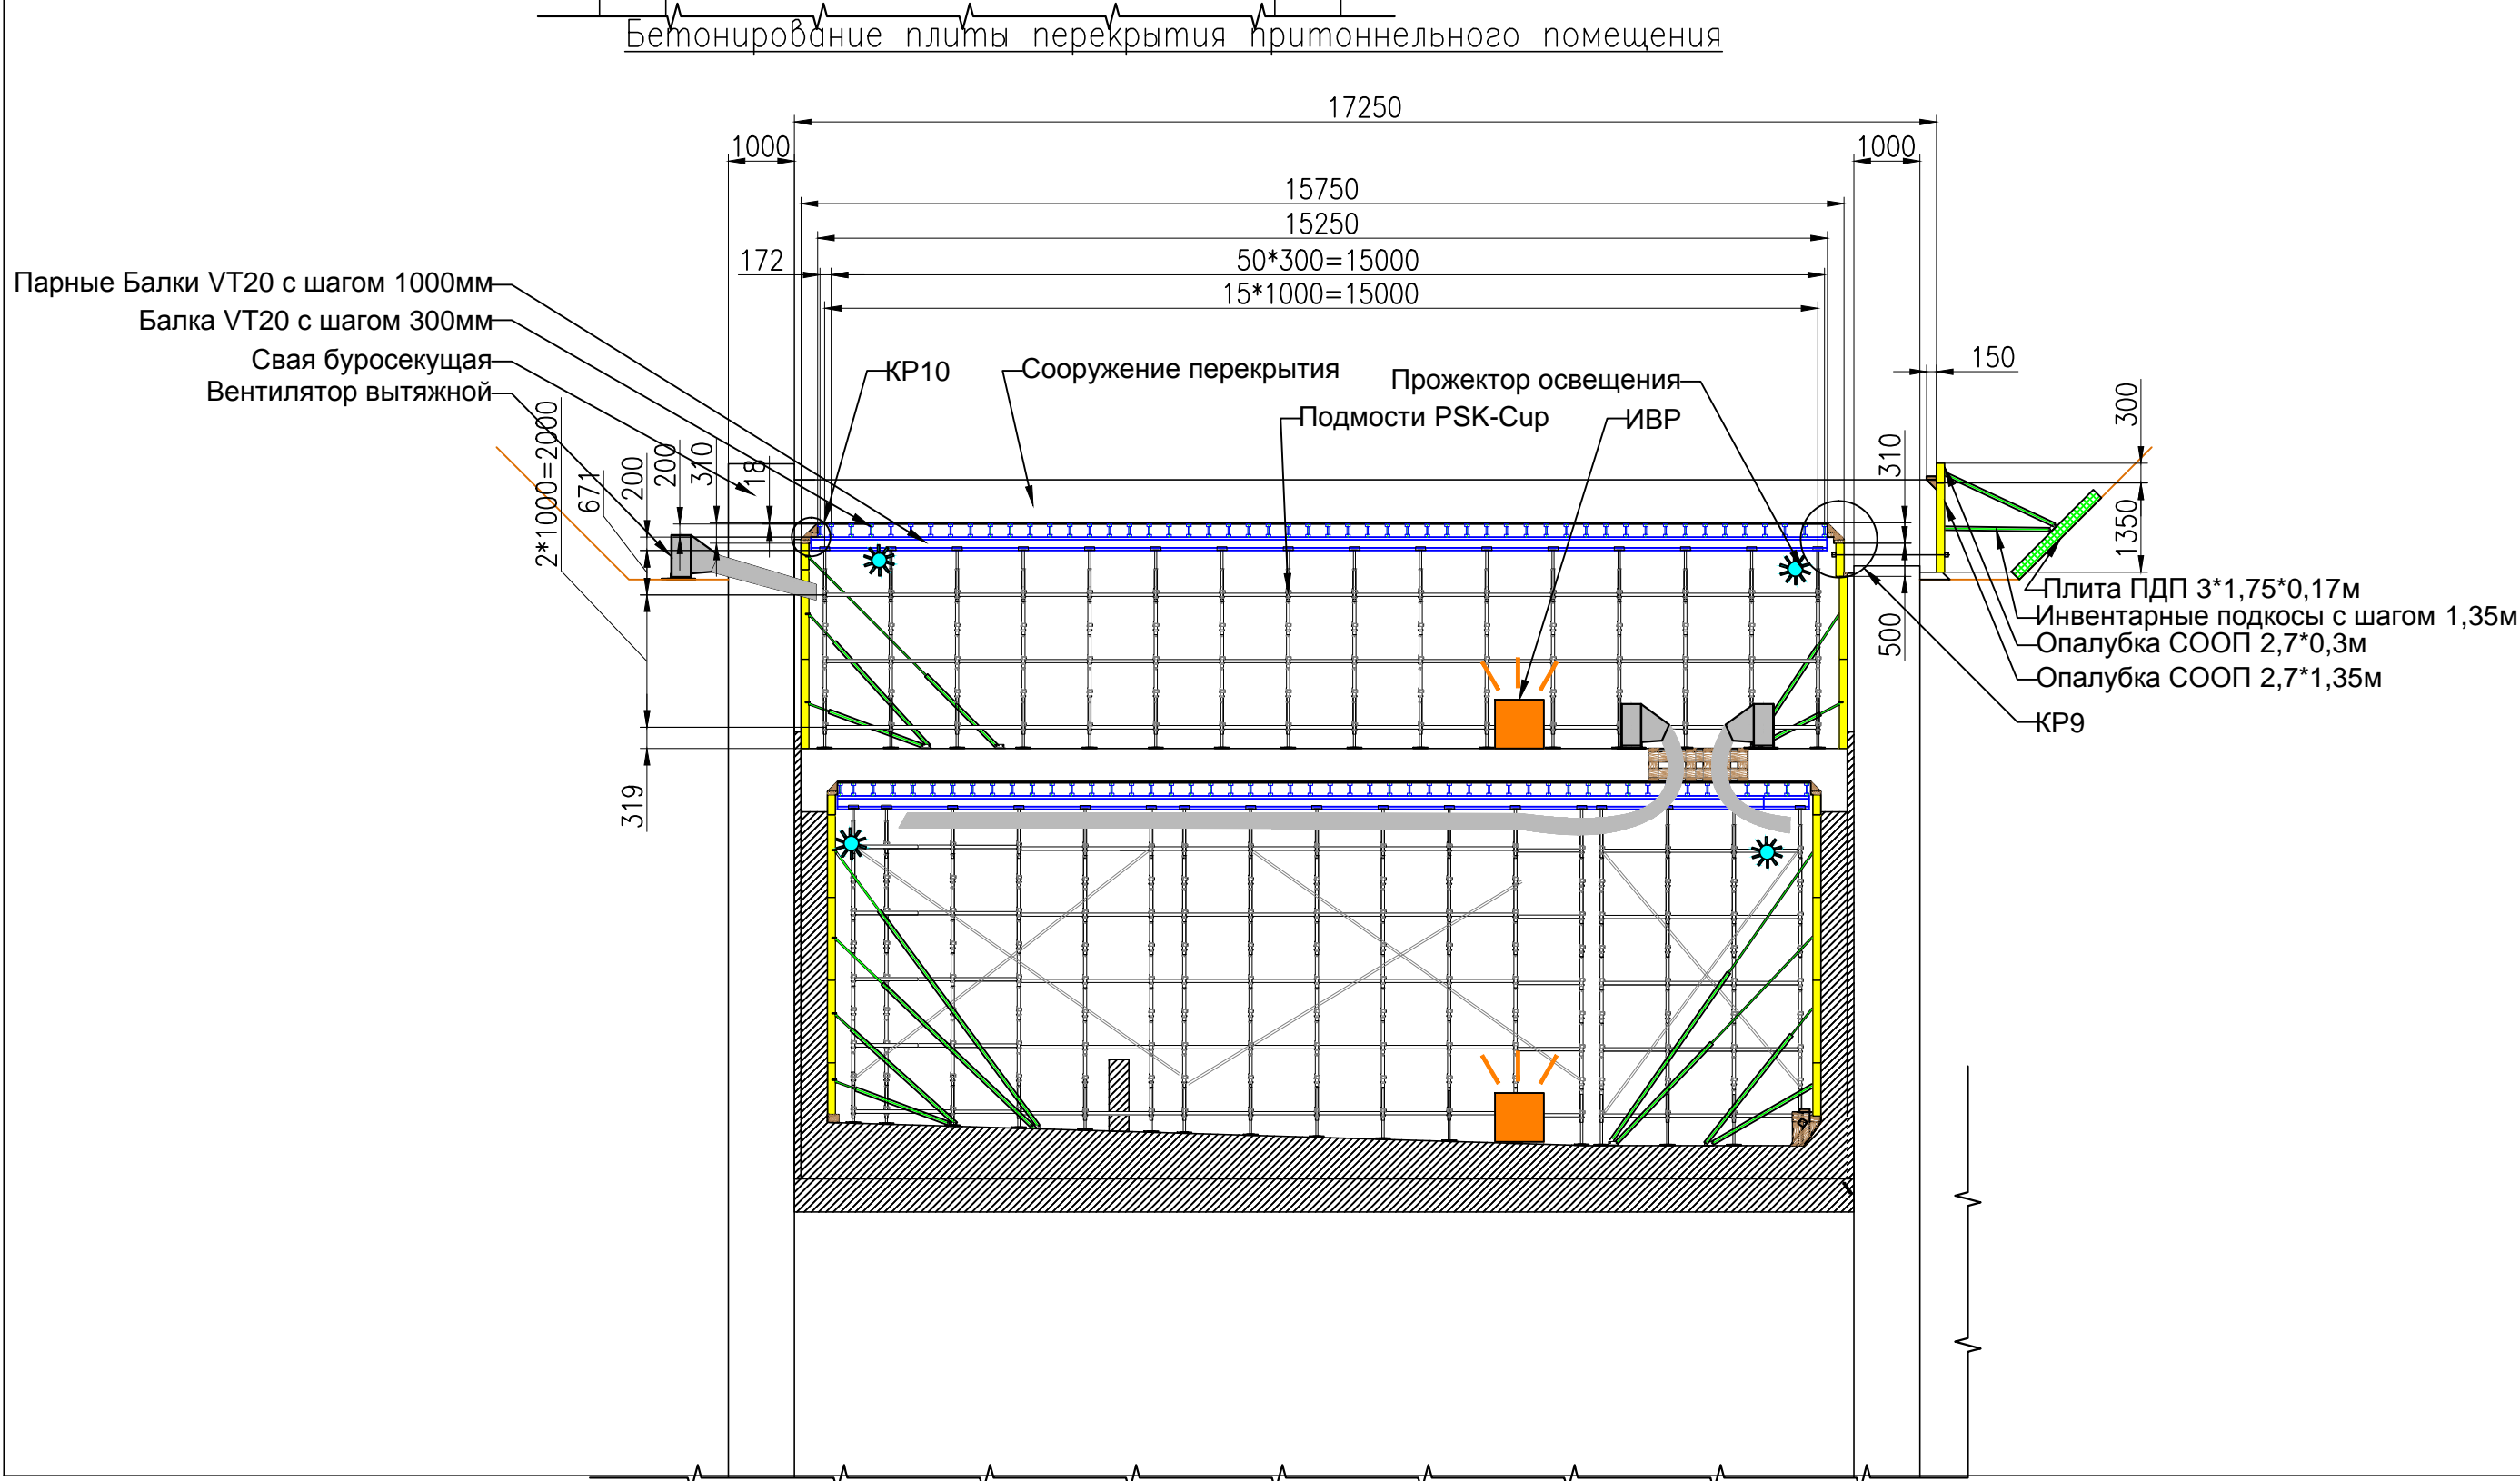 Бетонирование плиты перекрытия притоннельного помещения
17250
1000
1000
15750
15250
172
50*300=15000
15*1000=15000
Парные Балки VT20 с шагом 1000мм
Балка VT20 с шагом 300мм
Свая буросекущая
Вентилятор вытяжной
КР10
Сооружение перекрытия
Прожектор освещения
Подмости PSK-Cup
ИВР
150
300
310
1350
500
2*1000=2000
671
200
200
310
18
319
Плита ПДП 3*1,75*0,17м
Инвентарные подкосы с шагом 1,35м
Опалубка СООП 2,7*0,3м
Опалубка СООП 2,7*1,35м
КР9